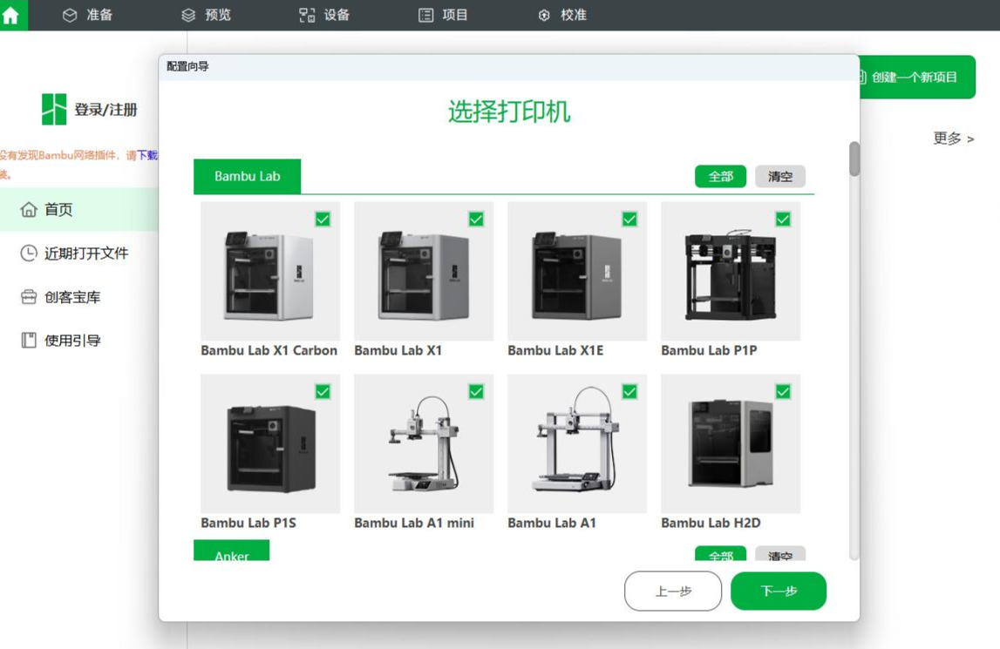 准备 预览 设备 项目 校准
配置向导
创建一个新项目
选择打印机
登录/注册
更多 >
没有发现Bambu网络插件，请下载
装。
Bambu Lab 全部 清空
首页
近期打开文件
创客宝库
使用引导
Bambu Lab X1 Carbon Bambu Lab X1 Bambu Lab X1E Bambu Lab P1P
Bambu Lab P1S Bambu Lab A1 mini Bambu Lab A1 Bambu Lab H2D
Anker 全部 清空
上一步 下一步